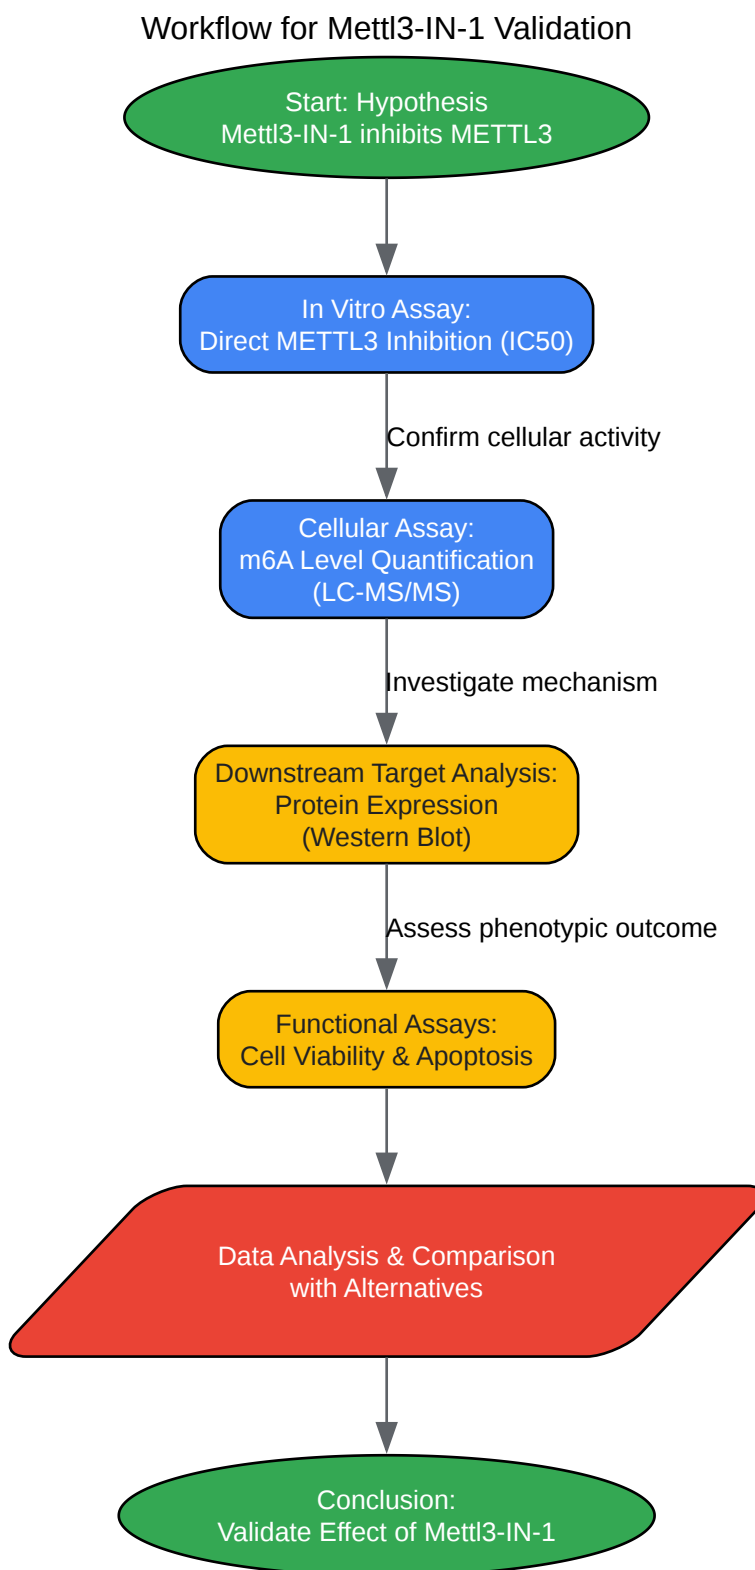 Workflow for Mettl3-IN-1 Validation
Start: Hypothesis
Mettl3-IN-1 inhibits METTL3
In Vitro Assay:
Direct METTL3 Inhibition (IC50)
Confirm cellular activity
Cellular Assay:
m6A Level Quantification
(LC-MS/MS)
Investigate mechanism
Downstream Target Analysis:
Protein Expression
(Western Blot)
Assess phenotypic outcome
Functional Assays:
Cell Viability & Apoptosis
Data Analysis & Comparison
with Alternatives
Conclusion:
Validate Effect of Mettl3-IN-1